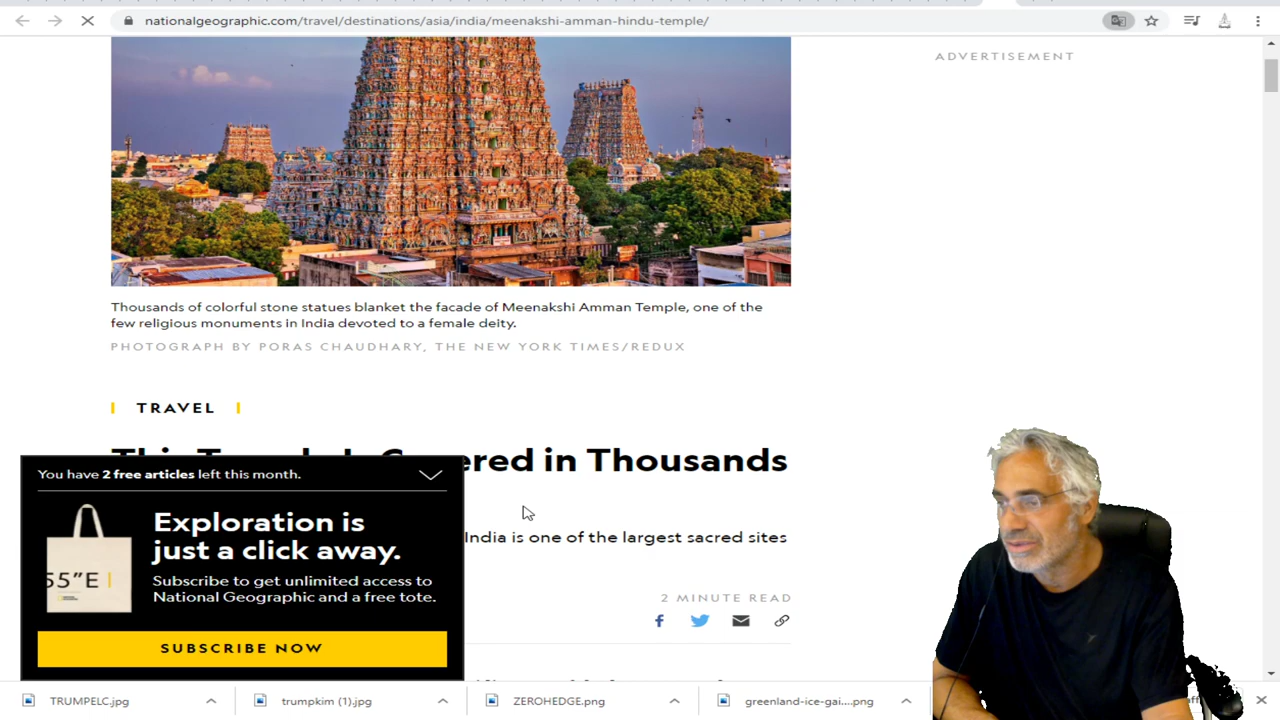 nationalgeographic.com/travel/destinations/asia/india/meenakshi-amman-hindu-temple/
ADVERTISEMENT
Thousands of colorful stone statues blanket the facade of Meenakshi Amman Temple, one of the
few religious monuments in India devoted to a female deity.
PHOTOGRAPH BY PORAS CHAUDHARY, THE NEW YORK TIMES/REDUX
TRAVEL
This Temple Is Covered in Thousands
India is one of the largest sacred sites
2 MINUTE READ
You have 2 free articles left this month.
Exploration is
just a click away.
55"E
Subscribe to get unlimited access to
National Geographic and a free tote.
SUBSCRIBE NOW
TRUMPELC.jpg
trumpkim (1).jpg
ZEROHEDGE.png
greenland-ice-gai....png